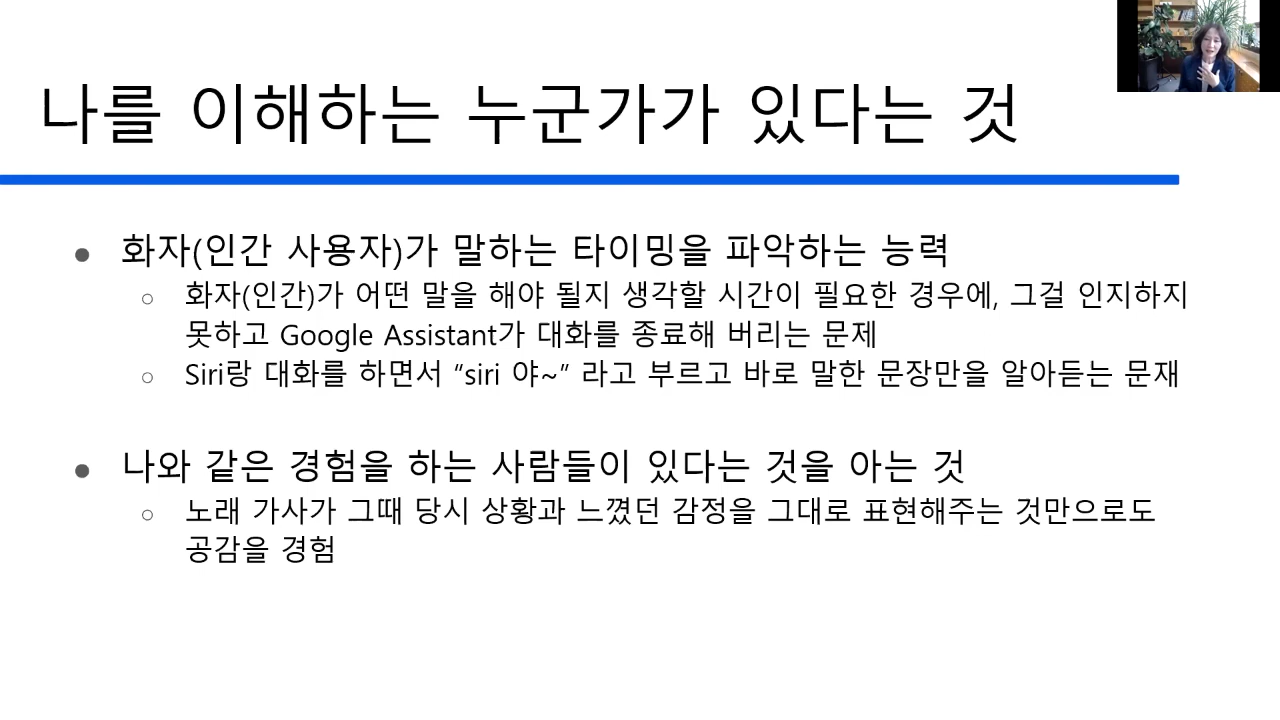 나를 이해하는 누군가가 있다는 것
● 화자(인간 사용자)가 말하는 타이밍을 파악하는 능력
○ 화자(인간)가 어떤 말을 해야 될지 생각할 시간이 필요한 경우에, 그걸 인지하지
못하고 Google Assistant가 대화를 종료해 버리는 문제
○ Siri랑 대화를 하면서 “siri 야~” 라고 부르고 바로 말한 문장만을 알아듣는 문재
● 나와 같은 경험을 하는 사람들이 있다는 것을 아는 것
○ 노래 가사가 그때 당시 상황과 느꼈던 감정을 그대로 표현해주는 것만으로도
공감을 경험